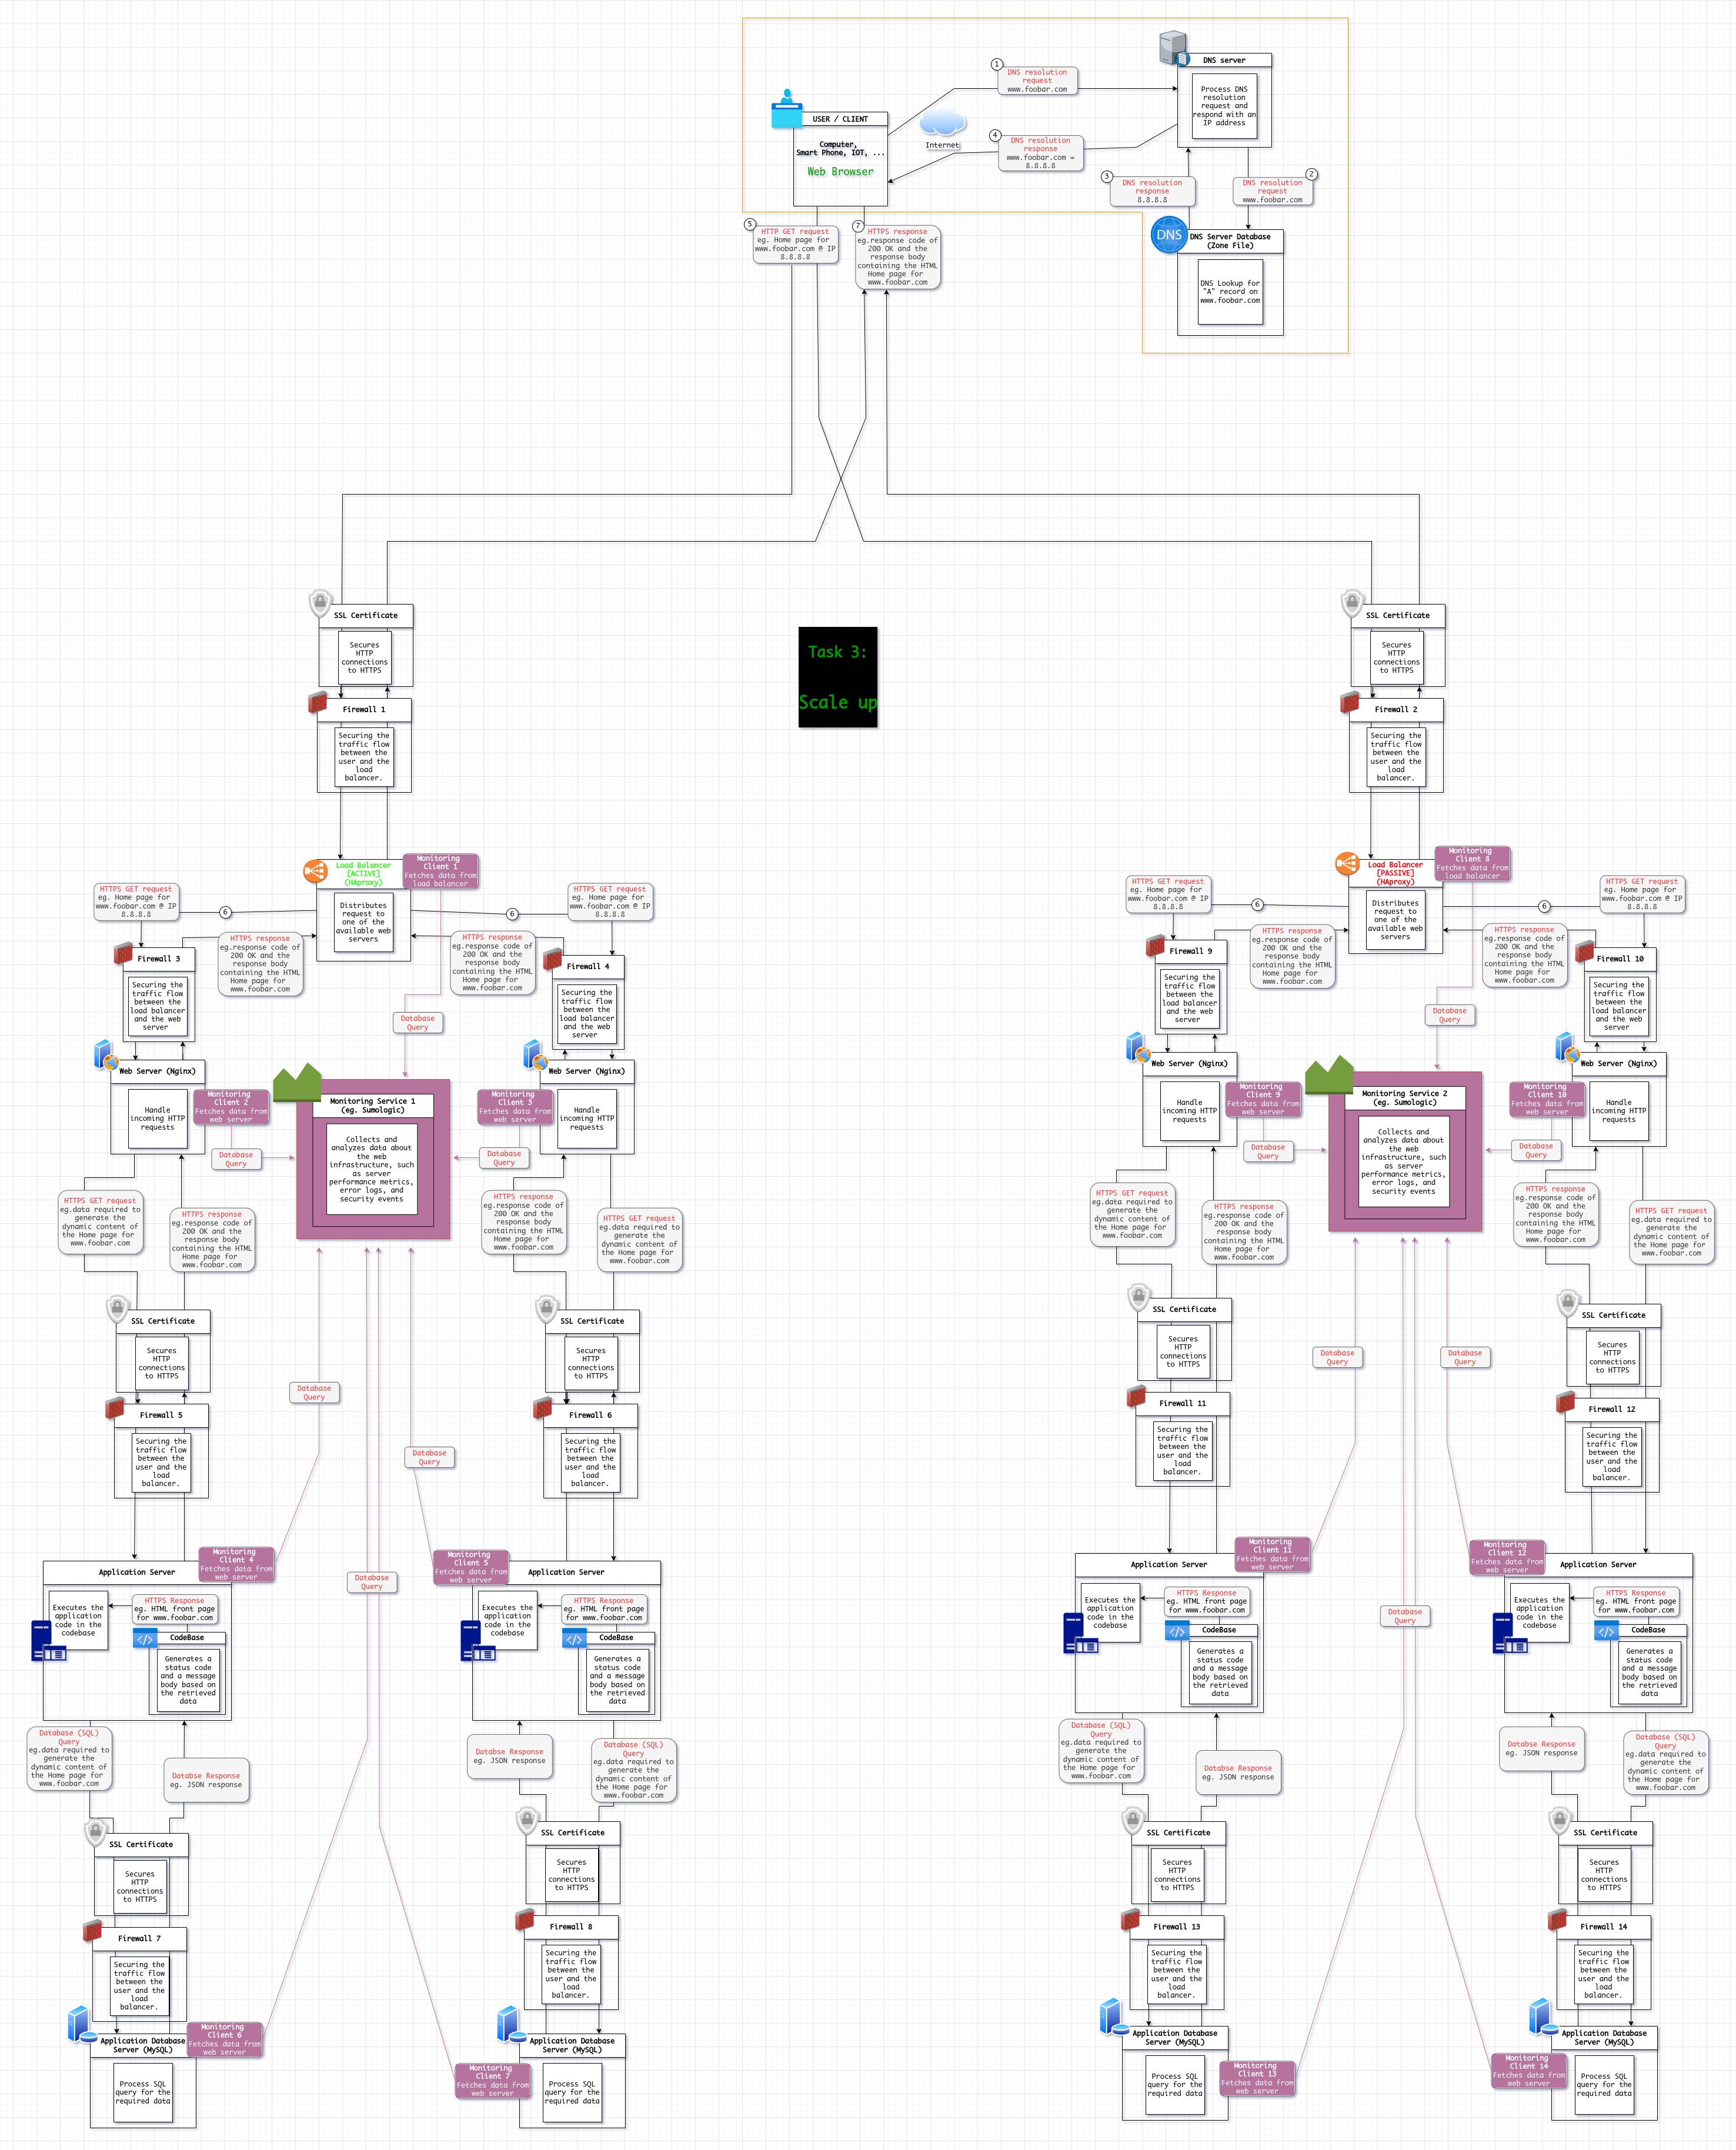 DNS server
Process DNS
resolution
request and
respond with an
IP address
1
DNS resolution
request
www.foobar.com
USER / CLIENT
Computer,
Smart Phone, IOT, ...
Web Browser
Internet
4
DNS resolution
response
www.foobar.com =
8.8.8.8
3
DNS resolution
response
8.8.8.8
2
DNS resolution
request
www.foobar.com
DNS
DNS Server Database
(Zone File)
DNS Lookup for
"A" record on
www.foobar.com
5
HTTP GET request
eg. Home page for
www.foobar.com @ IP
8.8.8.8
7
HTTPS response
eg.response code of
200 OK and the
response body
containing the HTML
Home page for
www.foobar.com
Task 3:
Scale up
SSL Certificate
Secures
HTTP
connections
to HTTPS
Firewall 1
Securing the
traffic flow
between the
user and the
load
balancer.
Load Balancer
[ACTIVE]
(HAproxy)
Distributes
request to
one of the
available web
servers
Monitoring
Client 1
Fetches data from
load balancer
HTTPS GET request
eg. Home page for
www.foobar.com @ IP
8.8.8.8
6
6
HTTPS GET request
eg. Home page for
www.foobar.com @ IP
8.8.8.8
HTTPS response
eg.response code of
200 OK and the
response body
containing the HTML
Home page for
www.foobar.com
HTTPS response
eg.response code of
200 OK and the
response body
containing the HTML
Home page for
www.foobar.com
Firewall 3
Securing the
traffic flow
between the
load balancer
and the web
server
Firewall 4
Securing the
traffic flow
between the
load balancer
and the web
server
Database
Query
Web Server (Nginx)
Handle
incoming HTTP
requests
Monitoring
Client 2
Fetches data from
web server
Database
Query
Monitoring Service 1
(eg. Sumologic)
Collects and
analyzes data about
the web
infrastructure, such
as server
performance metrics,
error logs, and
security events
Monitoring
Client 3
Fetches data from
web server
Database
Query
Web Server (Nginx)
Handle
incoming HTTP
requests
HTTPS GET request
eg.data required to
generate the
dynamic content of
the Home page for
www.foobar.com
HTTPS response
eg.response code of
200 OK and the
response body
containing the HTML
Home page for
www.foobar.com
HTTPS response
eg.response code of
200 OK and the
response body
containing the HTML
Home page for
www.foobar.com
HTTPS GET request
eg.data required to
generate the
dynamic content of
the Home page for
www.foobar.com
SSL Certificate
Secures
HTTP
connections
to HTTPS
Firewall 5
Securing the
traffic flow
between the
user and the
load
balancer.
SSL Certificate
Secures
HTTP
connections
to HTTPS
Firewall 6
Securing the
traffic flow
between the
user and the
load
balancer.
Database
Query
Database
Query
Database
Query
Application Server
Monitoring
Client 4
Fetches data from
web server
Executes the
application
code in the
codebase
HTTPS Response
eg. HTML front page
for www.foobar.com
CodeBase
Generates a
status code
and a message
body based on
the retrieved
data
Monitoring
Client 5
Fetches data from
web server
Application Server
Executes the
application
code in the
codebase
HTTPS Response
eg. HTML front page
for www.foobar.com
CodeBase
Generates a
status code
and a message
body based on
the retrieved
data
Database (SQL)
Query
eg.data required to
generate the
dynamic content of
the Home page for
www.foobar.com
Databse Response
eg. JSON response
Databse Response
eg. JSON response
Database (SQL)
Query
eg.data required to
generate the
dynamic content of
the Home page for
www.foobar.com
SSL Certificate
Secures
HTTP
connections
to HTTPS
Firewall 7
Securing the
traffic flow
between the
user and the
load
balancer.
Application Database
Server (MySQL)
Process SQL
query for the
required data
Monitoring
Client 6
Fetches data from
web server
SSL Certificate
Secures
HTTP
connections
to HTTPS
Firewall 8
Securing the
traffic flow
between the
user and the
load
balancer.
Application Database
Server (MySQL)
Process SQL
query for the
required data
Monitoring
Client 7
Fetches data from
web server
SSL Certificate
Secures
HTTP
connections
to HTTPS
Firewall 2
Securing the
traffic flow
between the
user and the
load
balancer.
Load Balancer
[PASSIVE]
(HAproxy)
Distributes
request to
one of the
available web
servers
Monitoring
Client 8
Fetches data from
load balancer
HTTPS GET request
eg. Home page for
www.foobar.com @ IP
8.8.8.8
6
6
HTTPS GET request
eg. Home page for
www.foobar.com @ IP
8.8.8.8
HTTPS response
eg.response code of
200 OK and the
response body
containing the HTML
Home page for
www.foobar.com
HTTPS response
eg.response code of
200 OK and the
response body
containing the HTML
Home page for
www.foobar.com
Firewall 9
Securing the
traffic flow
between the
load balancer
and the web
server
Firewall 10
Securing the
traffic flow
between the
load balancer
and the web
server
Database
Query
Web Server (Nginx)
Handle
incoming HTTP
requests
Monitoring
Client 9
Fetches data from
web server
Database
Query
Monitoring Service 2
(eg. Sumologic)
Collects and
analyzes data about
the web
infrastructure, such
as server
performance metrics,
error logs, and
security events
Monitoring
Client 10
Fetches data from
web server
Database
Query
Web Server (Nginx)
Handle
incoming HTTP
requests
HTTPS GET request
eg.data required to
generate the
dynamic content of
the Home page for
www.foobar.com
HTTPS response
eg.response code of
200 OK and the
response body
containing the HTML
Home page for
www.foobar.com
HTTPS response
eg.response code of
200 OK and the
response body
containing the HTML
Home page for
www.foobar.com
HTTPS GET request
eg.data required to
generate the
dynamic content of
the Home page for
www.foobar.com
SSL Certificate
Secures
HTTP
connections
to HTTPS
Firewall 11
Securing the
traffic flow
between the
user and the
load
balancer.
SSL Certificate
Secures
HTTP
connections
to HTTPS
Firewall 12
Securing the
traffic flow
between the
user and the
load
balancer.
Database
Query
Database
Query
Database
Query
Application Server
Monitoring
Client 11
Fetches data from
web server
Executes the
application
code in the
codebase
HTTPS Response
eg. HTML front page
for www.foobar.com
CodeBase
Generates a
status code
and a message
body based on
the retrieved
data
Monitoring
Client 12
Fetches data from
web server
Application Server
Executes the
application
code in the
codebase
HTTPS Response
eg. HTML front page
for www.foobar.com
CodeBase
Generates a
status code
and a message
body based on
the retrieved
data
Database (SQL)
Query
eg.data required to
generate the
dynamic content of
the Home page for
www.foobar.com
Databse Response
eg. JSON response
Databse Response
eg. JSON response
Database (SQL)
Query
eg.data required to
generate the
dynamic content of
the Home page for
www.foobar.com
SSL Certificate
Secures
HTTP
connections
to HTTPS
Firewall 13
Securing the
traffic flow
between the
user and the
load
balancer.
Application Database
Server (MySQL)
Process SQL
query for the
required data
Monitoring
Client 13
Fetches data from
web server
SSL Certificate
Secures
HTTP
connections
to HTTPS
Firewall 14
Securing the
traffic flow
between the
user and the
load
balancer.
Application Database
Server (MySQL)
Process SQL
query for the
required data
Monitoring
Client 14
Fetches data from
web server